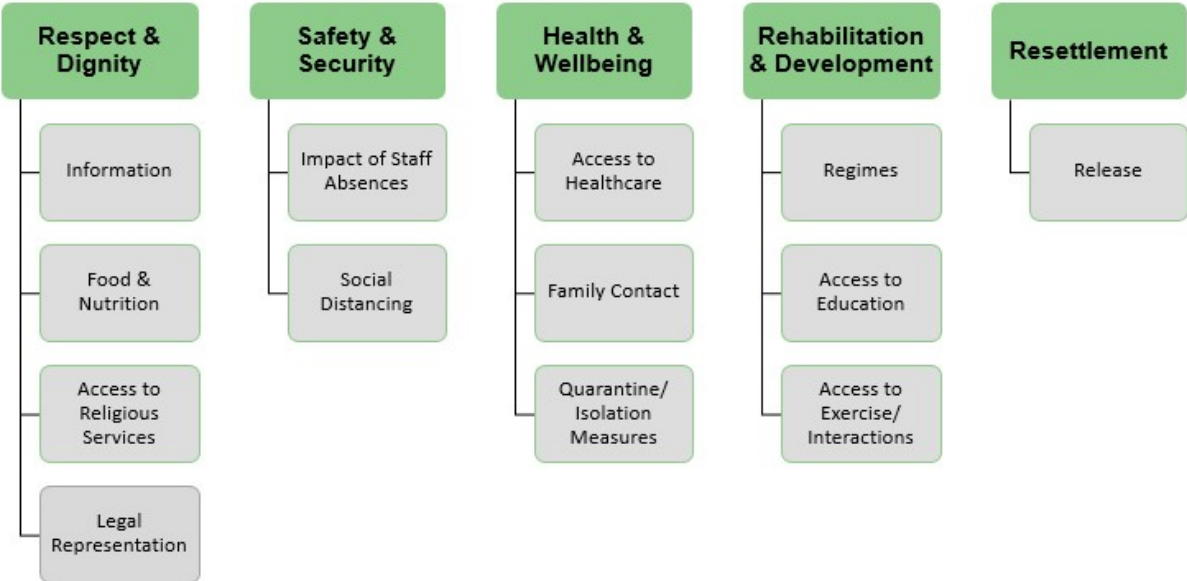 Respect &
Dignity
Information
Food &
Nutrition
Access to
Religious
Services
Legal
Representation
Safety &
Security
Impact of Staff
Absences
Social
Distancing
Health &
Wellbeing
Access to
Healthcare
Family Contact
Quarantine/
Isolation
Measures
Rehabilitation
& Development
Regimes
Access to
Education
Access to
Exercise/
Interactions
Resettlement
Release